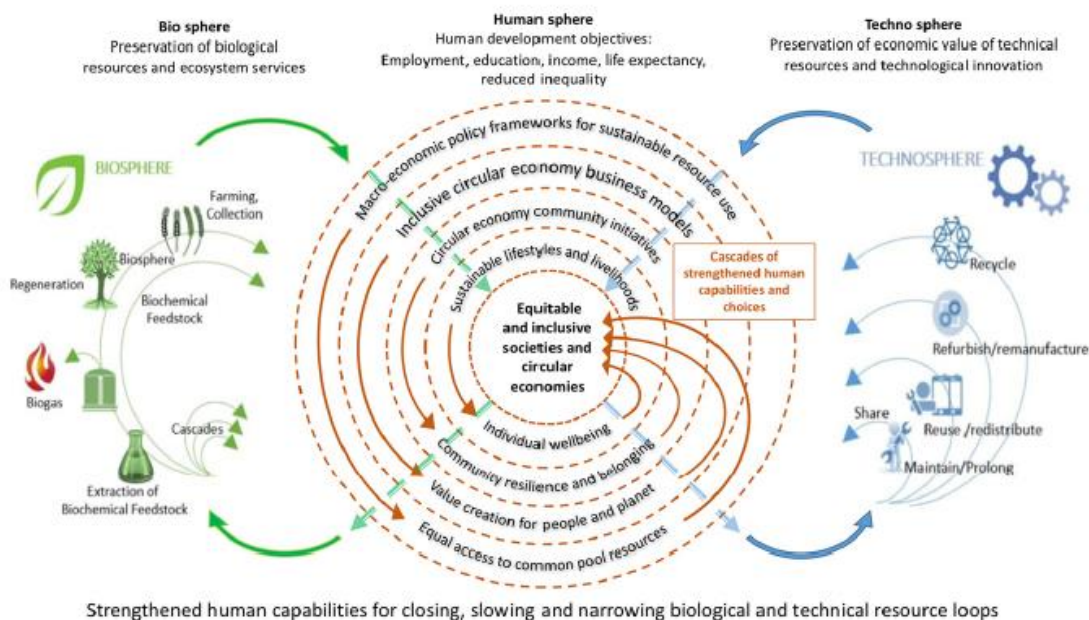 Bio sphere
Preservation of biological
resources and ecosystem services
Human sphere
Human development objectives:
Employment, education, income, life expectancy,
reduced inequality
Techno sphere
Preservation of economic value of technical
resources and technological innovation
BIOSPHERE
Farming,
Collection
Biosphere
Regeneration
Biochemical
Feedstock
Biogas
Cascades
Extraction of
Biochemical Feedstock
Macro-economic policy frameworks for sustainable resource use
Inclusive circular economy business models
Circular economy community initiatives
Sustainable lifestyles and livelihoods
Equitable
and inclusive
societies and
circular
economies
Cascades of
strengthened human
capabilities and
choices
Individual wellbeing
Community resilience and belonging
Value creation for people and planet
Equal access to common pool resources
TECHNOSPHERE
Recycle
Refurbish/remanufacture
Share
Reuse /redistribute
Maintain/Prolong
Strengthened human capabilities for closing, slowing and narrowing biological and technical resource loops